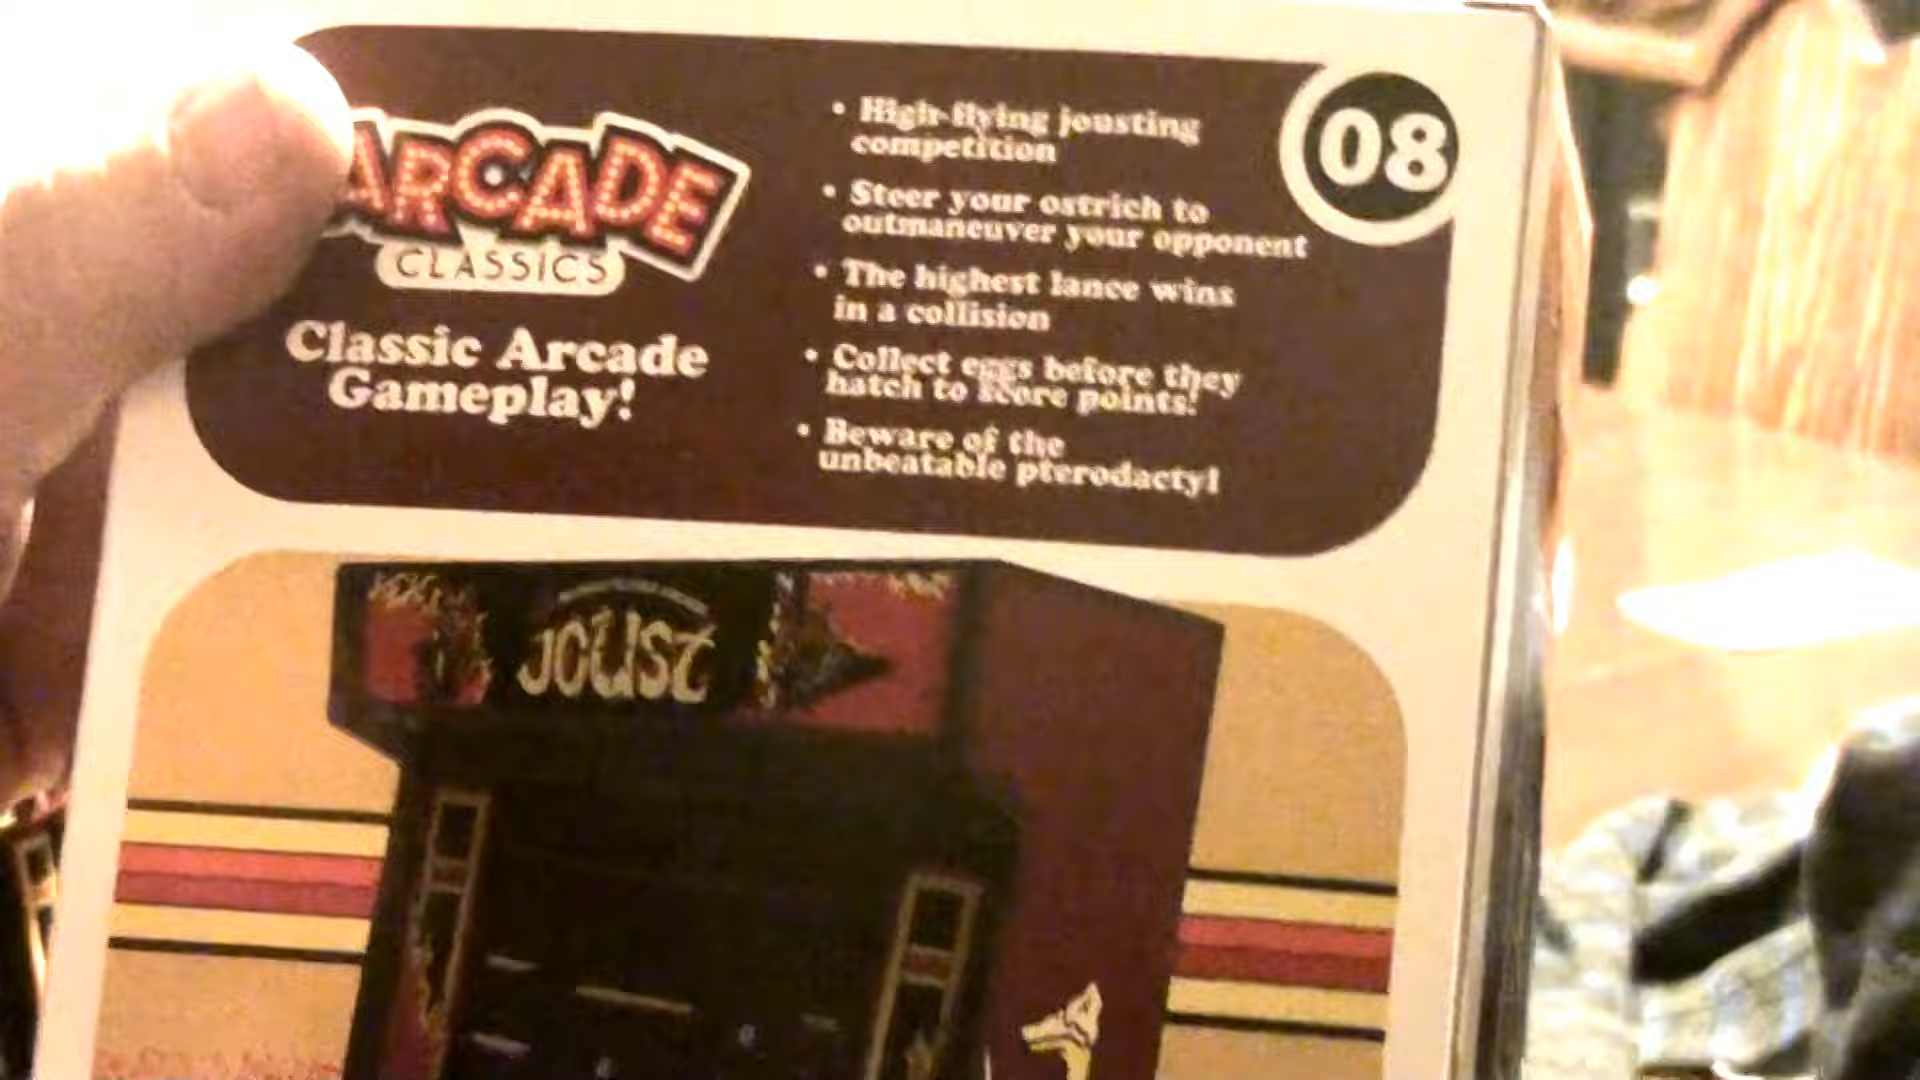 ARCADE
CLASSICS
Classic Arcade
Gameplay!
• High-flying jousting
competition
• Steer your ostrich to
outmaneuver your opponent
• The highest lance wins
in a collision
• Collect eggs before they
hatch to score points!
• Beware of the
unbeatable pterodactyl
08
JOUST